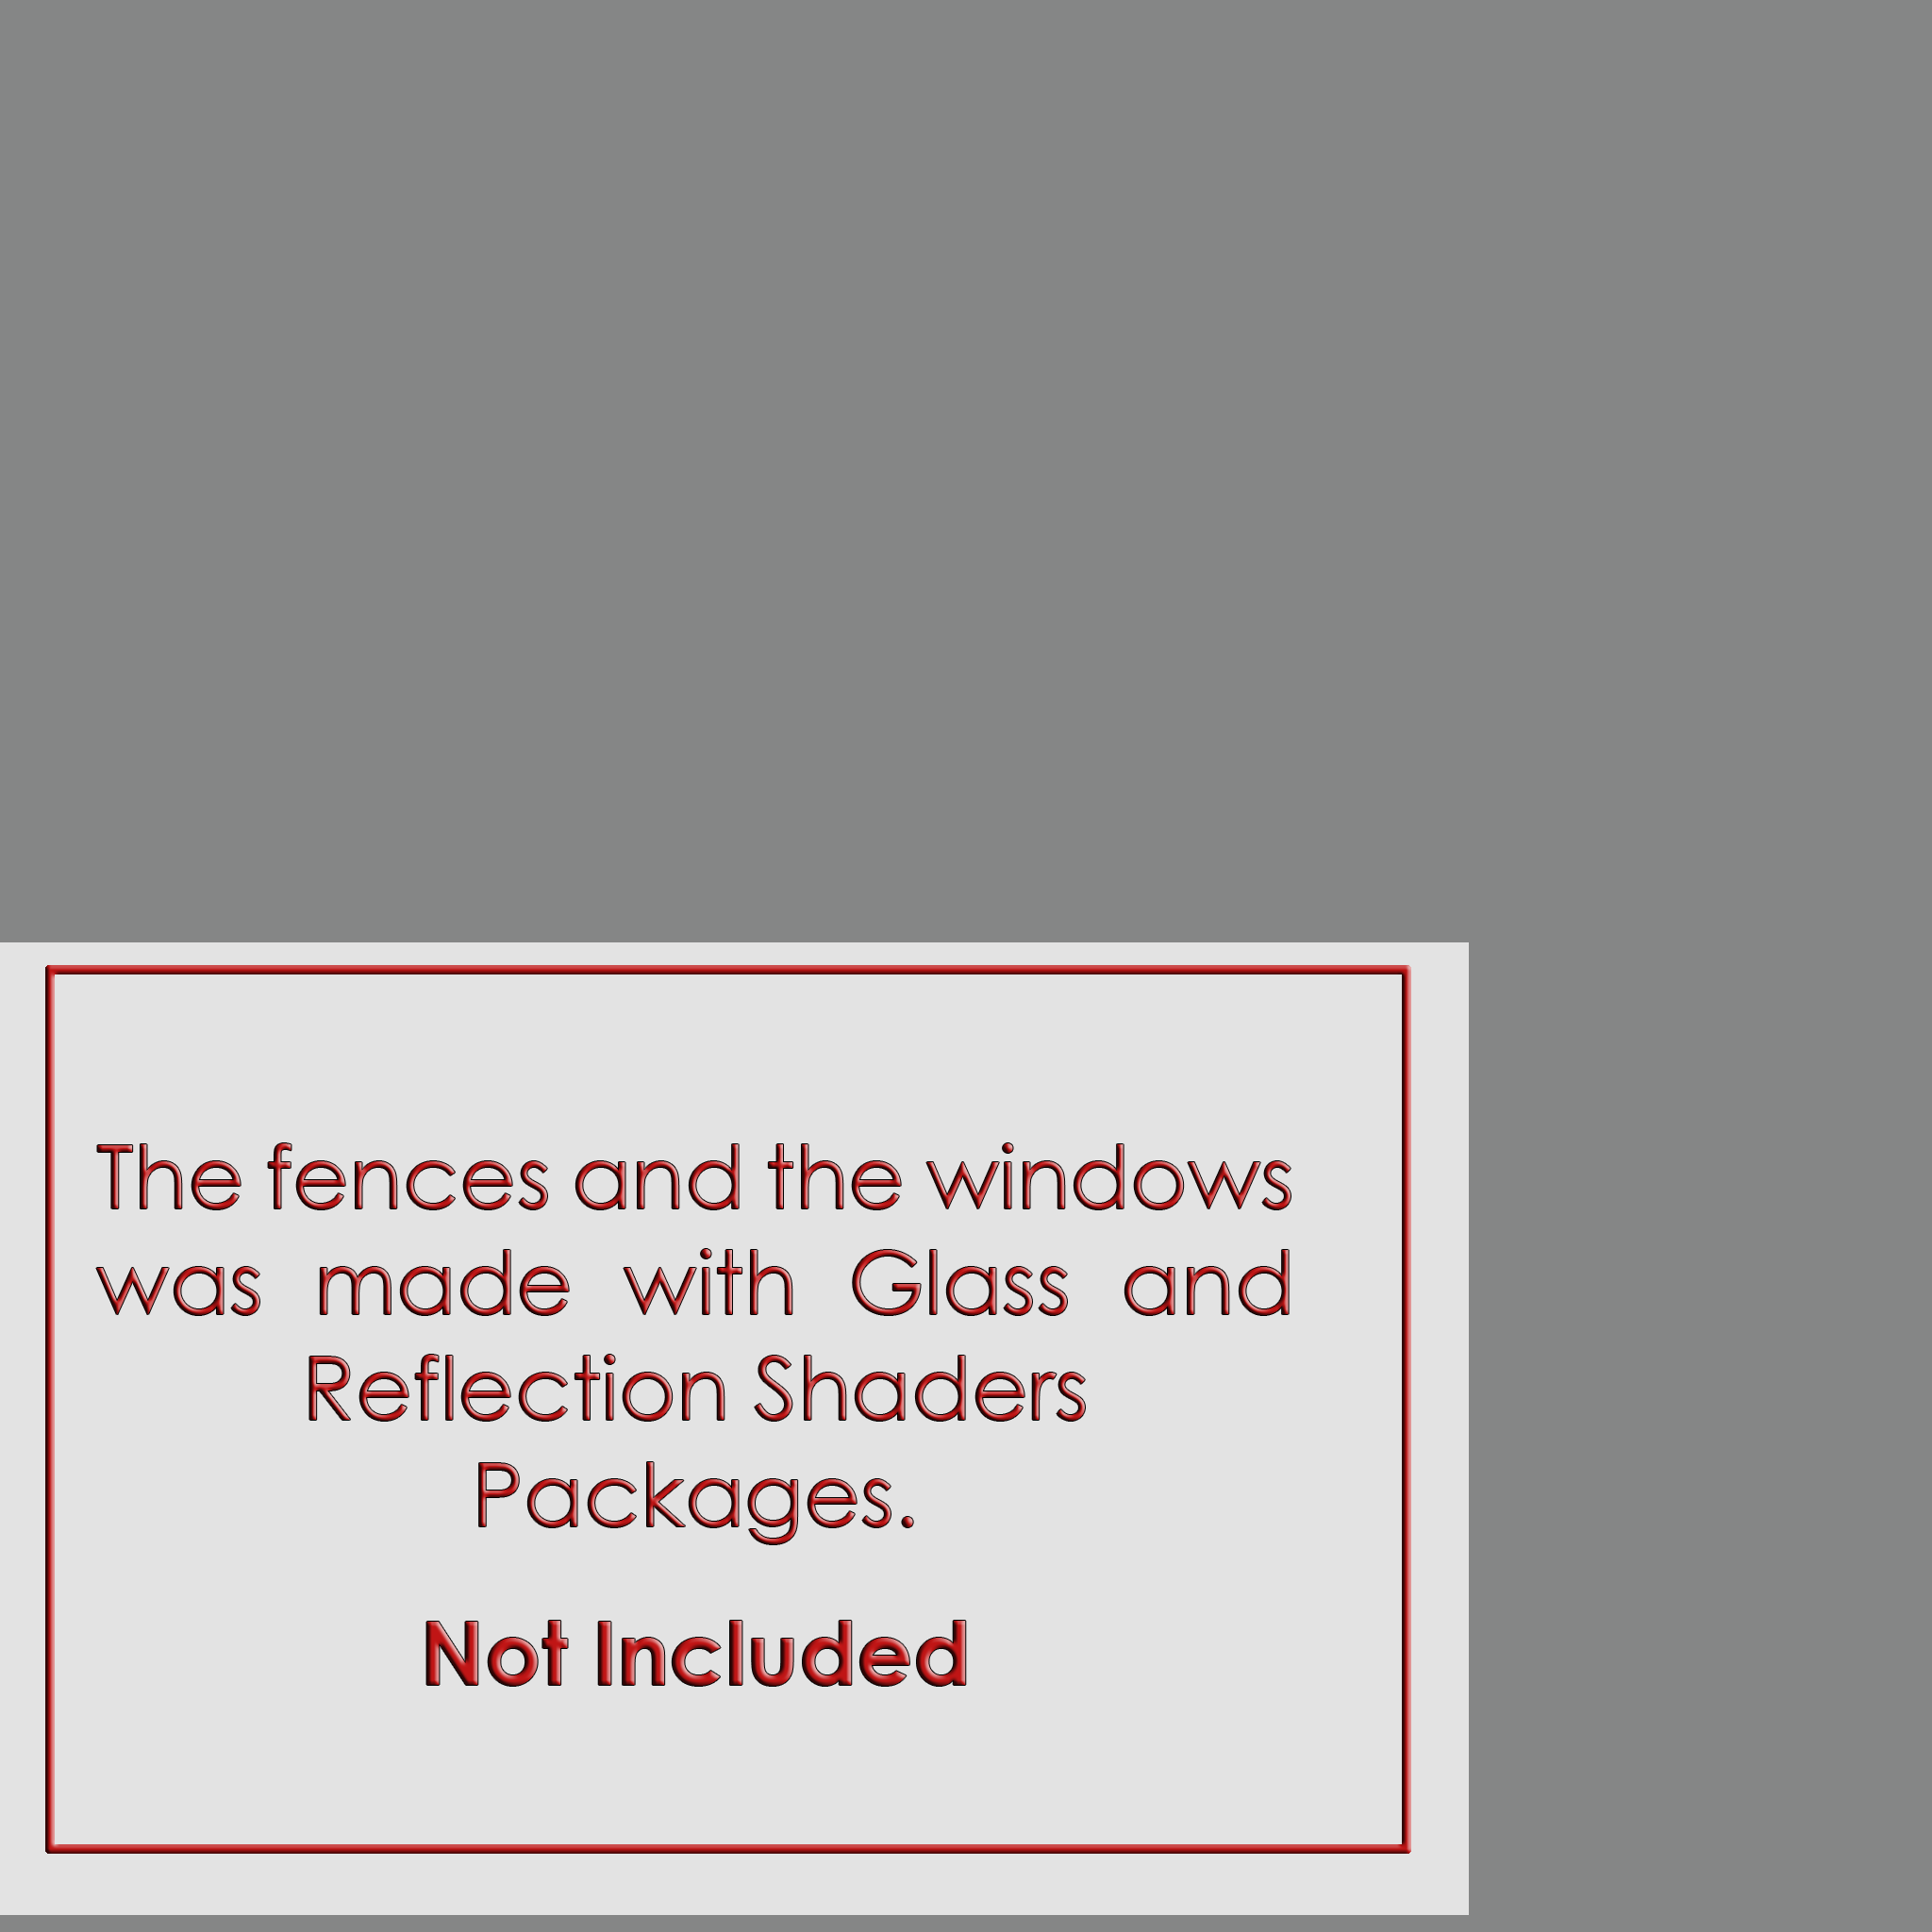 The fences and the windows
was made with Glass and
Reflection Shaders
Packages.
Not Included